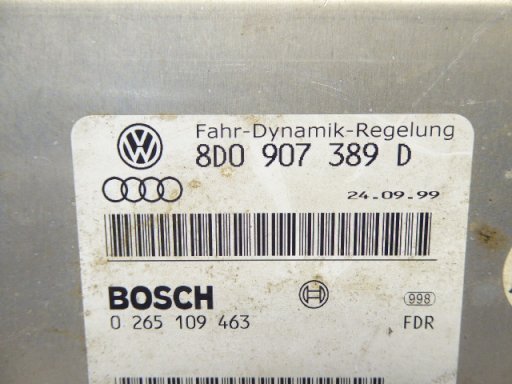 Fahr-Dynamik-Regelung
8D0 907 389 D
24.09.99
BOSCH
998
0 265 109 463
FDR